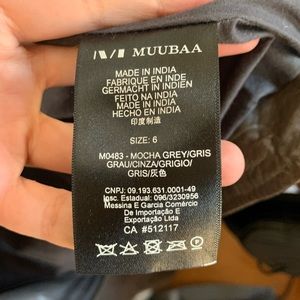 MUUBAA
MADE IN INDIA
FABRIQUE EN INDE
GERMACHT IN INDIEN
FEITO NA INDIA
MADE IN INDIA
HECHO EN INDIA
印度制造
SIZE: 6
M0483 - MOCHA GREY/GRIS
GRAU/CINZA/GRIGIO/
GRIS/灰色
CNPJ: 09.193.631.0001-49
Insc. Estadual: 096/3230956
Messina E Garcia Comércio
De Importação E
Exportação Ltda
CA #512117